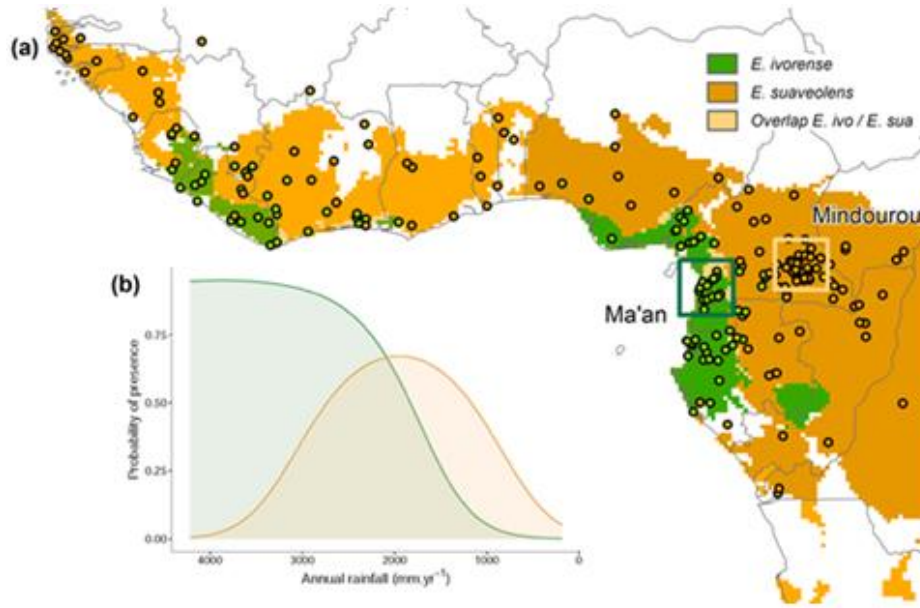 (a)
E. ivorense
E. suaveolens
Overlap E. ivo / E. sua
Mindourou
Ma'an
(b)
Probability of presence
0.75
0.50
0.25
0.00
4000 3000 2000 1000 0
Annual rainfall (mm.yr⁻¹)